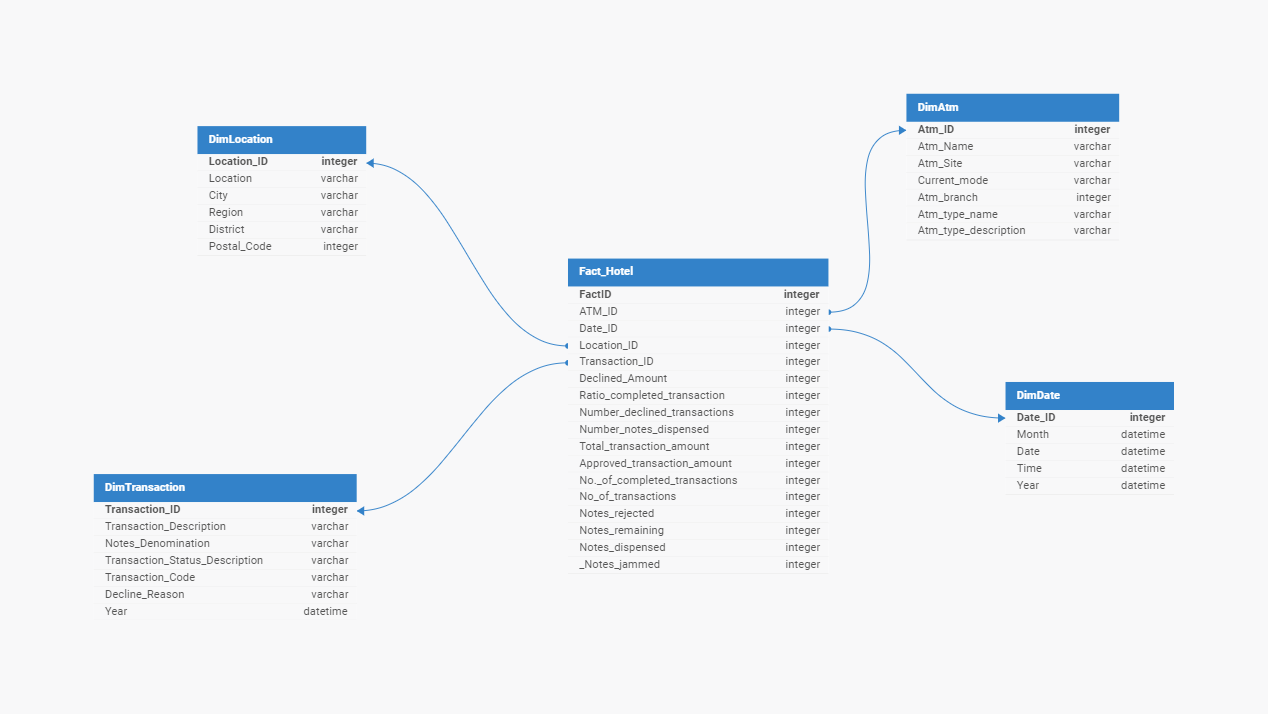 DimLocation
Location_ID integer
Location varchar
City varchar
Region varchar
District varchar
Postal_Code integer
DimAtm
Atm_ID integer
Atm_Name varchar
Atm_Site varchar
Current_mode varchar
Atm_branch integer
Atm_type_name varchar
Atm_type_description varchar
Fact_Hotel
FactID integer
ATM_ID integer
Date_ID integer
Location_ID integer
Transaction_ID integer
Declined_Amount integer
Ratio_completed_transaction integer
Number_declined_transactions integer
Number_notes_dispensed integer
Total_transaction_amount integer
Approved_transaction_amount integer
No._of_completed_transactions integer
No_of_transactions integer
Notes_rejected integer
Notes_remaining integer
Notes_dispensed integer
_Notes_jammed integer
DimDate
Date_ID integer
Month datetime
Date datetime
Time datetime
Year datetime
DimTransaction
Transaction_ID integer
Transaction_Description varchar
Notes_Denomination varchar
Transaction_Status_Description varchar
Transaction_Code varchar
Decline_Reason varchar
Year datetime